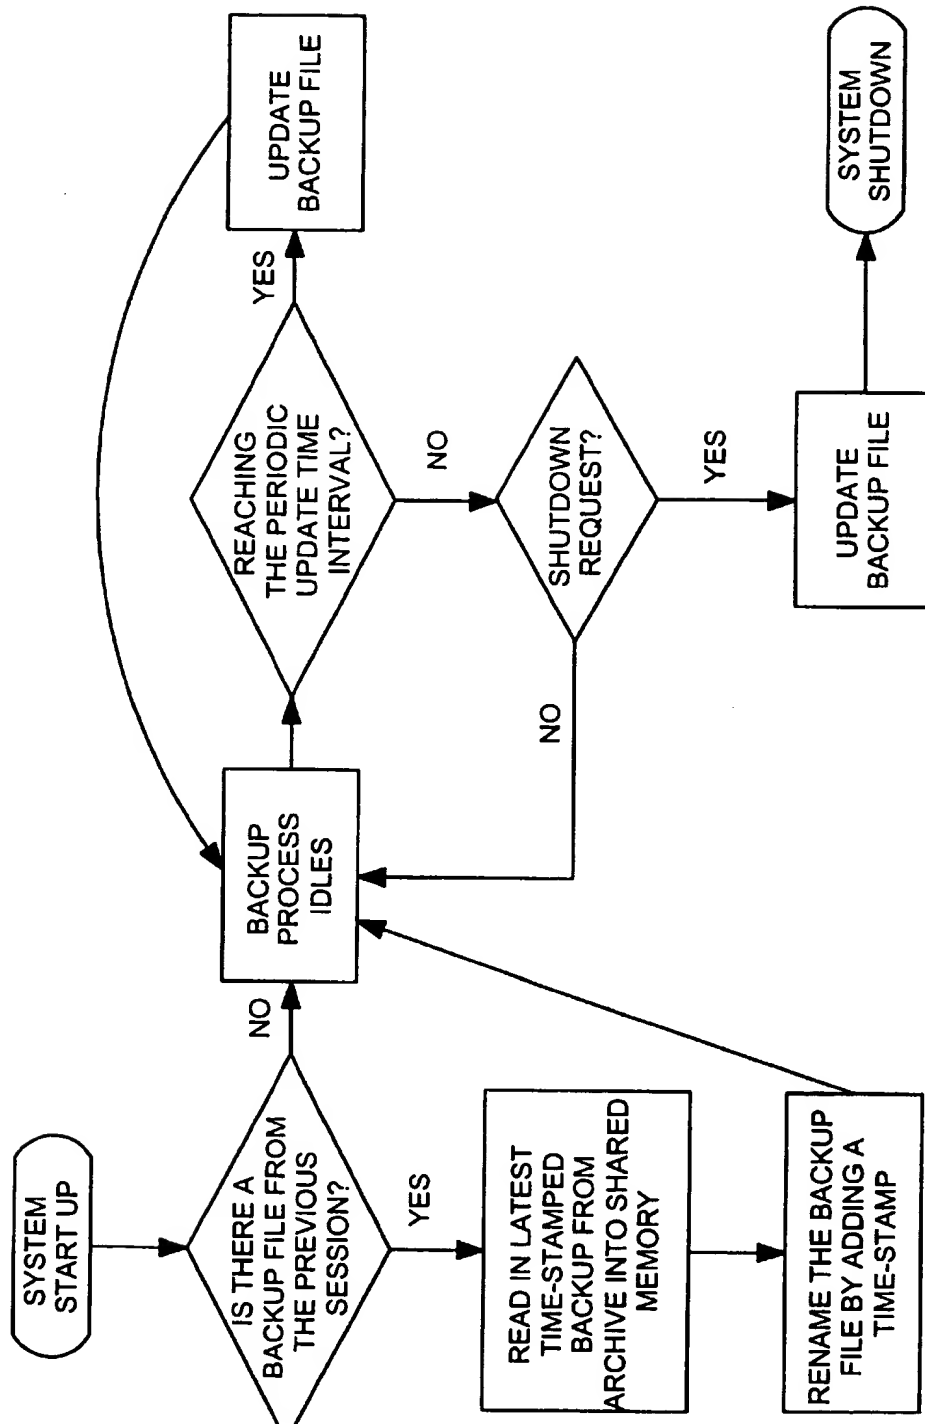 SYSTEM
START UP
IS THERE A
BACKUP FILE FROM
THE PREVIOUS
SESSION?
NO
YES
READ IN LATEST
TIME-STAMPED
BACKUP FROM
ARCHIVE INTO SHARED
MEMORY
RENAME THE BACKUP
FILE BY ADDING A
TIME-STAMP
BACKUP
PROCESS
IDLES
REACHING
THE PERIODIC
UPDATE TIME
INTERVAL?
YES
NO
UPDATE
BACKUP FILE
SHUTDOWN
REQUEST?
NO
YES
UPDATE
BACKUP FILE
SYSTEM
SHUTDOWN